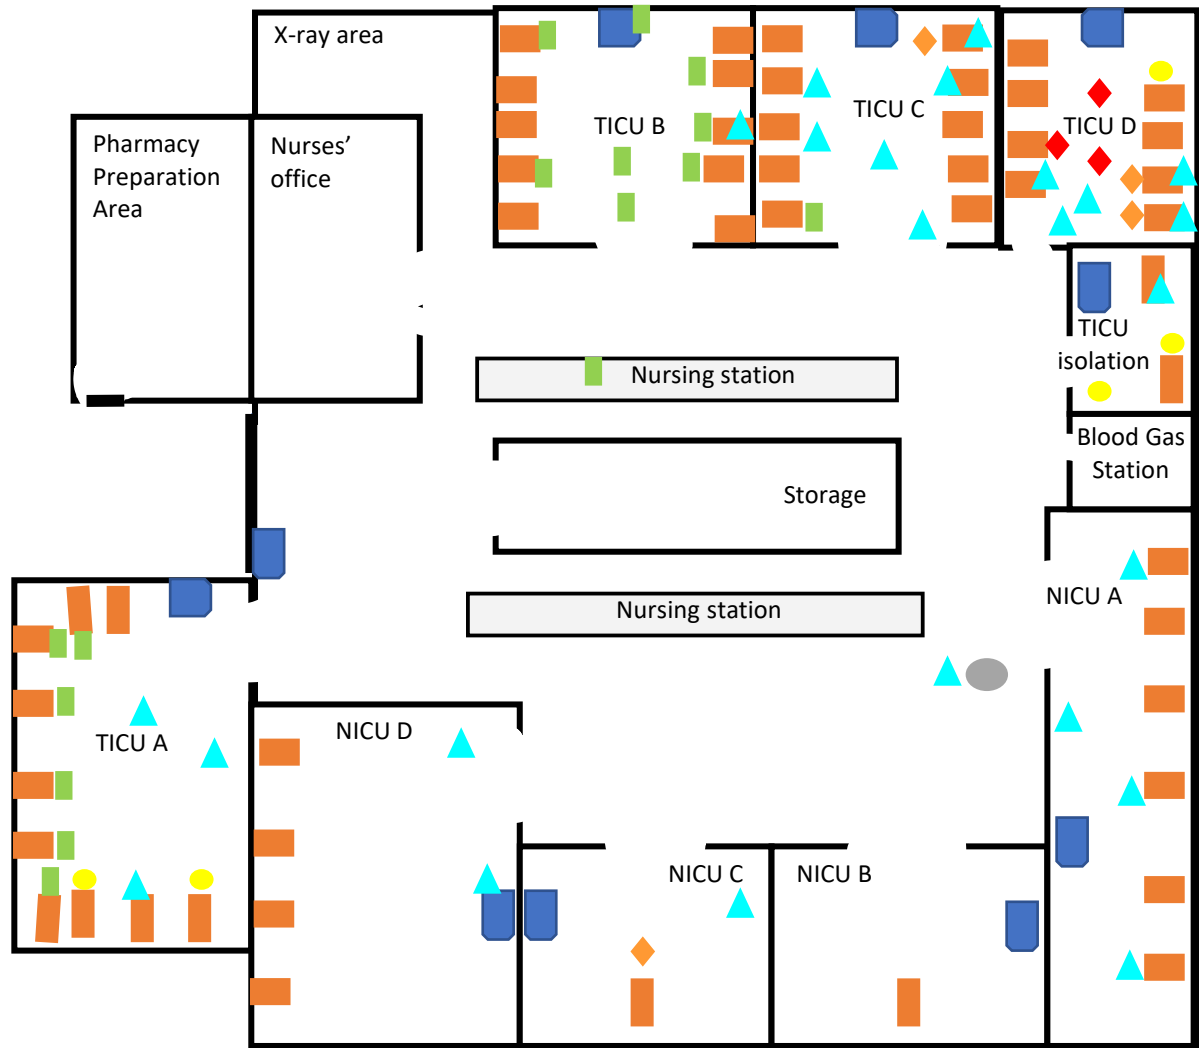 X-ray area
Pharmacy
Preparation
Area
Nurses’
office
TICU B
TICU C
TICU D
TICU
isolation
Nursing station
Blood Gas
Station
Storage
NICU A
Nursing station
TICU A
NICU D
NICU C
NICU B